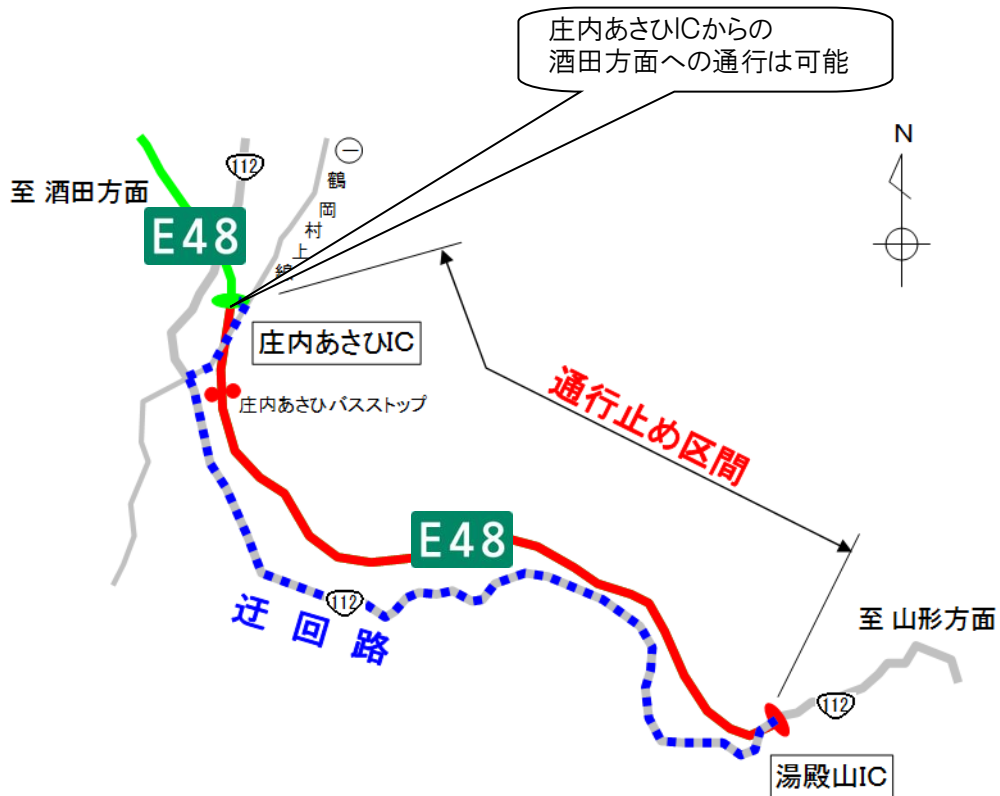 庄内あさひICからの
酒田方面への通行は可能
N
112
一
鶴岡村上線
至 酒田方面
E48
庄内あさひIC
庄内あさひバスストップ
通行止め区間
E48
112
迂回路
至 山形方面
112
湯殿山IC